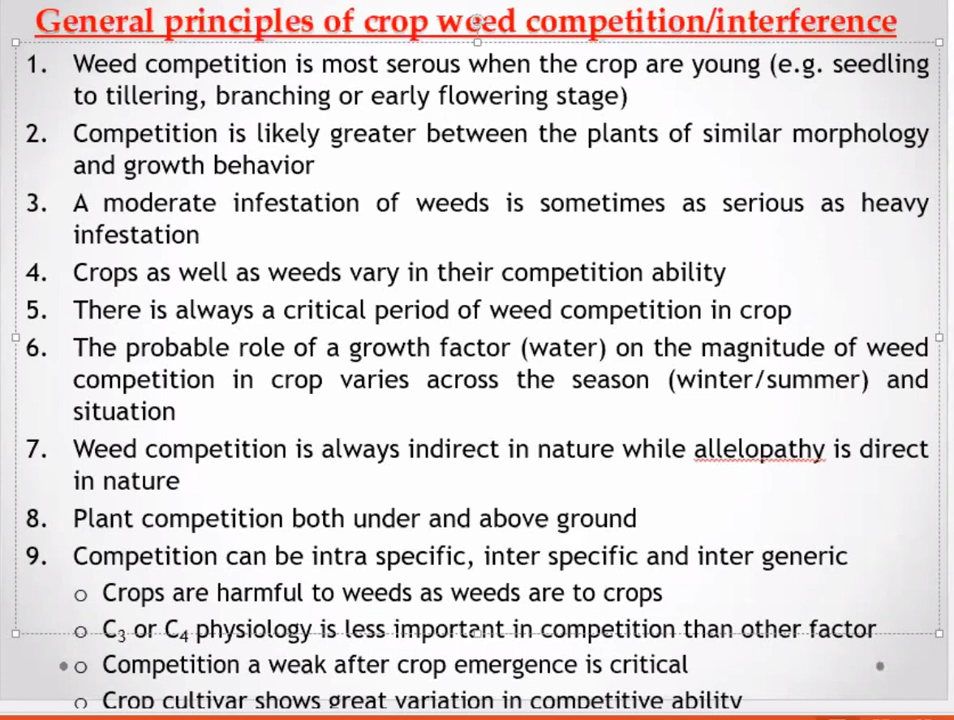 General principles of crop weed competition/interference
1. Weed competition is most serous when the crop are young (e.g. seedling
to tillering, branching or early flowering stage)
2. Competition is likely greater between the plants of similar morphology
and growth behavior
3. A moderate infestation of weeds is sometimes as serious as heavy
infestation
4. Crops as well as weeds vary in their competition ability
5. There is always a critical period of weed competition in crop
6. The probable role of a growth factor (water) on the magnitude of weed
competition in crop varies across the season (winter/summer) and
situation
7. Weed competition is always indirect in nature while allelopathy is direct
in nature
8. Plant competition both under and above ground
9. Competition can be intra specific, inter specific and inter generic
o Crops are harmful to weeds as weeds are to crops
o C₃ or C₄ physiology is less important in competition than other factor
o Competition a weak after crop emergence is critical
o Crop cultivar shows great variation in competitive ability